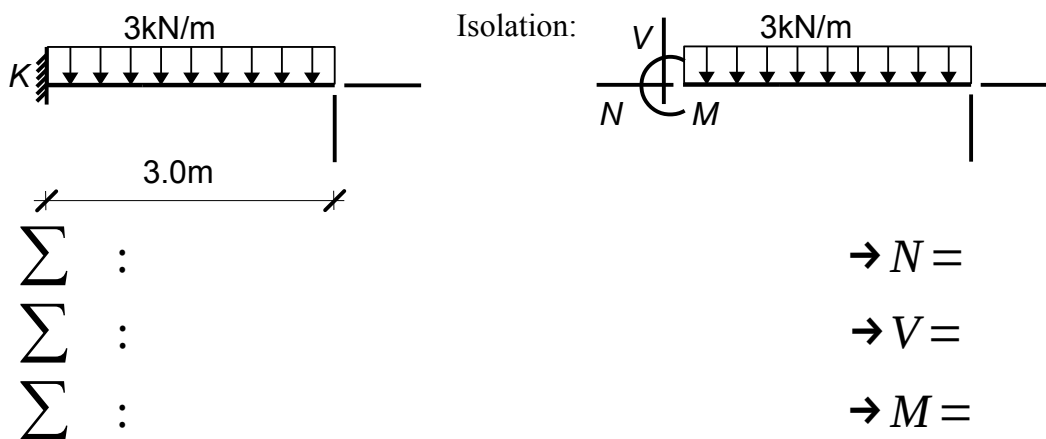 3kN/m Isolation: V 3kN/m
K N M
3.0m
∑ : → N =
∑ : → V =
∑ : → M =